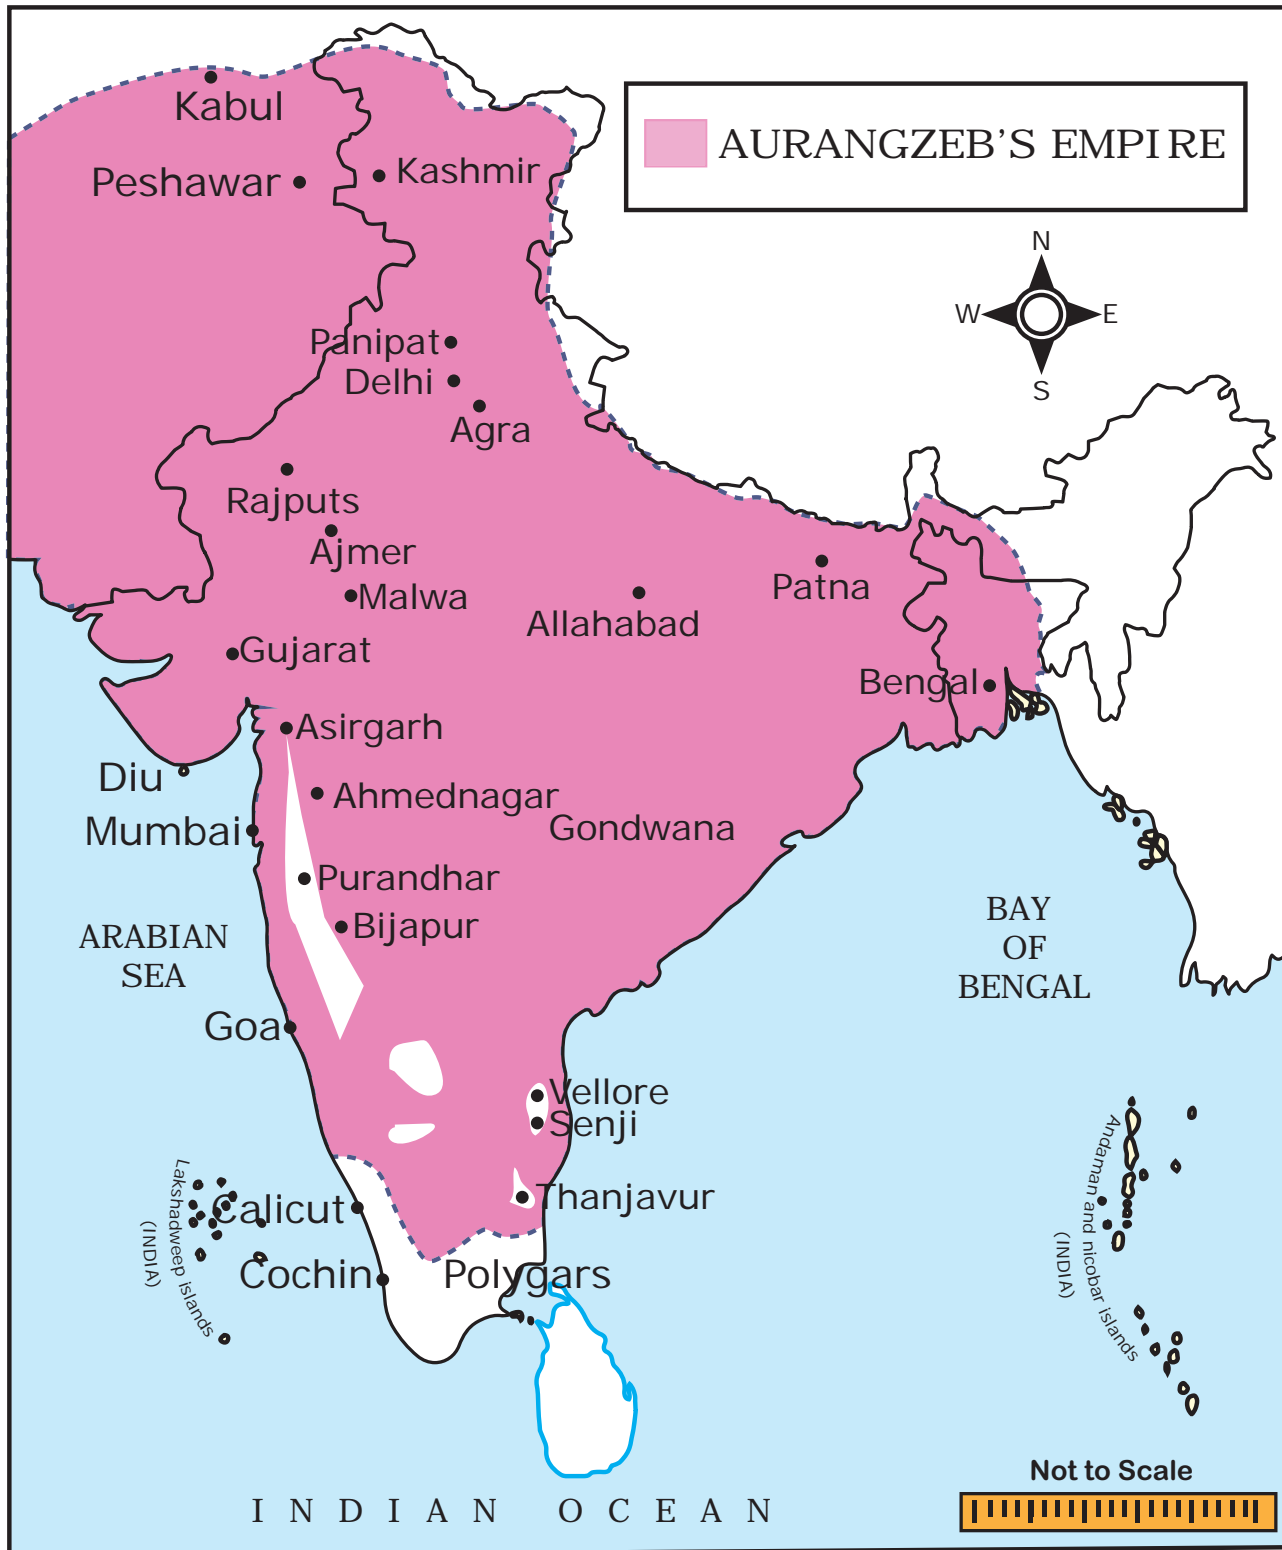 Kabul
AURANGZEB'S EMPIRE
Peshawar
Kashmir
N
W
E
S
Panipat
Delhi
Agra
Rajputs
Ajmer
Malwa
Patna
Allahabad
Gujarat
Bengal
Asirgarh
Diu
Ahmednagar
Mumbai
Gondwana
Purandhar
Bijapur
ARABIAN
SEA
BAY
OF
BENGAL
Goa
Vellore
Senji
Thanjavur
Calicut
Lakshadweep islands
(INDIA)
Andaman and nicobar islands
(INDIA)
Cochin
Polygars
Not to Scale
INDIAN OCEAN